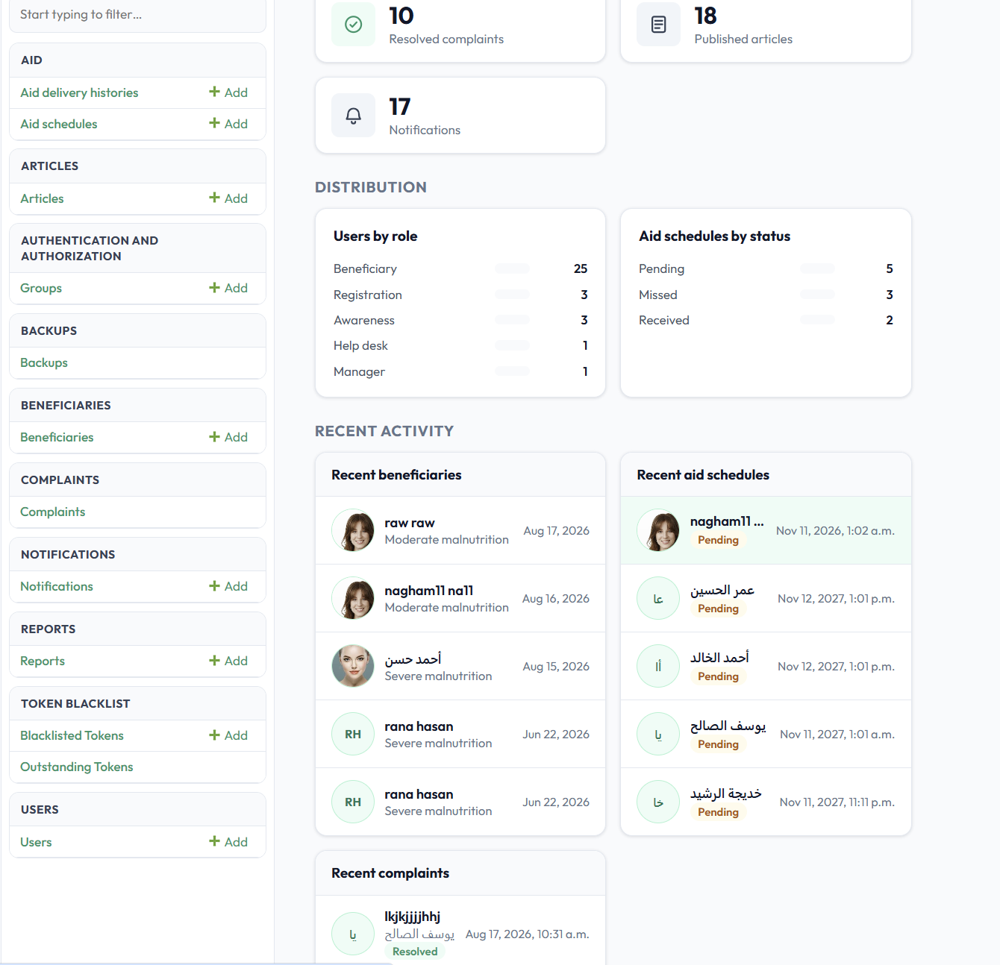 Start typing to filter...
AID
Aid delivery histories
Add
Aid schedules
Add
ARTICLES
Articles
Add
AUTHENTICATION AND
AUTHORIZATION
Groups
Add
BACKUPS
Backups
BENEFICIARIES
Beneficiaries
Add
COMPLAINTS
Complaints
NOTIFICATIONS
Notifications
Add
REPORTS
Reports
Add
TOKEN BLACKLIST
Blacklisted Tokens
Add
Outstanding Tokens
USERS
Users
Add
10
Resolved complaints
18
Published articles
17
Notifications
DISTRIBUTION
Users by role
Beneficiary 25
Registration 3
Awareness 3
Help desk 1
Manager 1
Aid schedules by status
Pending 5
Missed 3
Received 2
RECENT ACTIVITY
Recent beneficiaries
raw raw
Moderate malnutrition
Aug 17, 2026
nagham11 na11
Moderate malnutrition
Aug 16, 2026
أحمد حسن
Severe malnutrition
Aug 15, 2026
RH
rana hasan
Severe malnutrition
Jun 22, 2026
RH
rana hasan
Severe malnutrition
Jun 22, 2026
Recent aid schedules
nagham11 ...
Pending
Nov 11, 2026, 1:02 a.m.
عا
عمر الحسين
Pending
Nov 12, 2027, 1:01 p.m.
أا
أحمد الخالد
Pending
Nov 12, 2027, 1:01 p.m.
يا
يوسف الصالح
Pending
Nov 11, 2027, 1:01 a.m.
خا
خديجة الرشيد
Pending
Nov 11, 2027, 11:11 p.m.
Recent complaints
يا
lkjkjjjjhhj
يوسف الصالح
Resolved
Aug 17, 2026, 10:31 a.m.